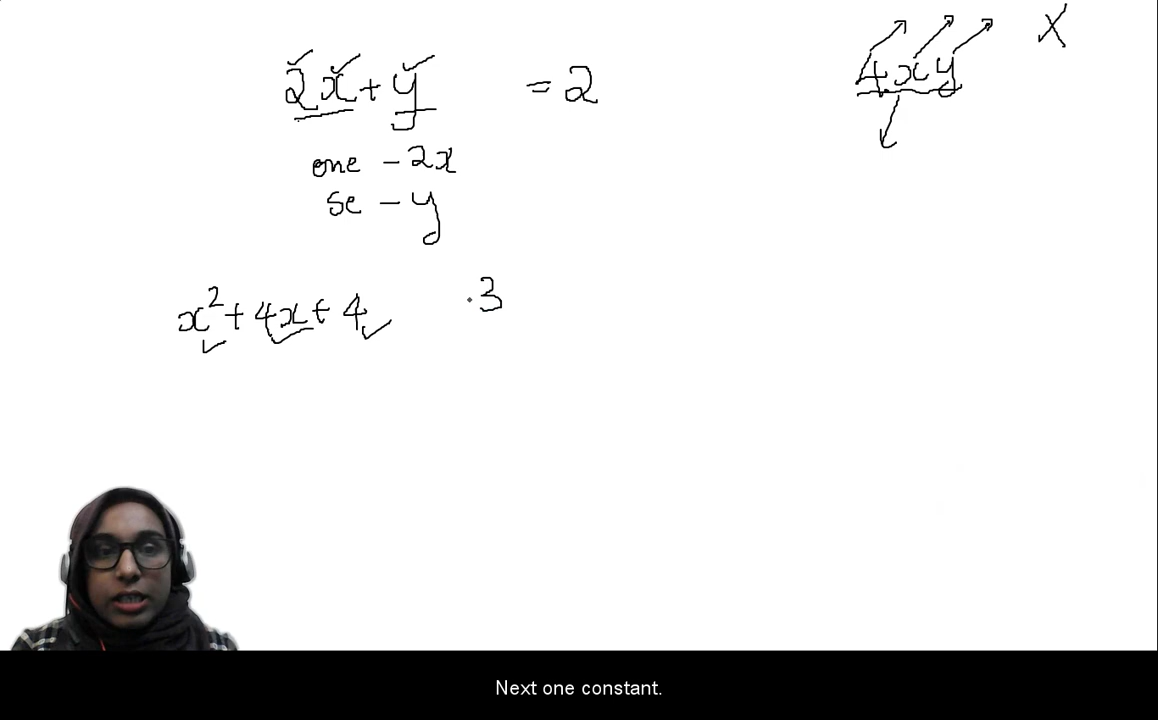 2x + y = 2
4xy
X
one - 2x
se - y
x² + 4x + 4
.3
Next one constant.